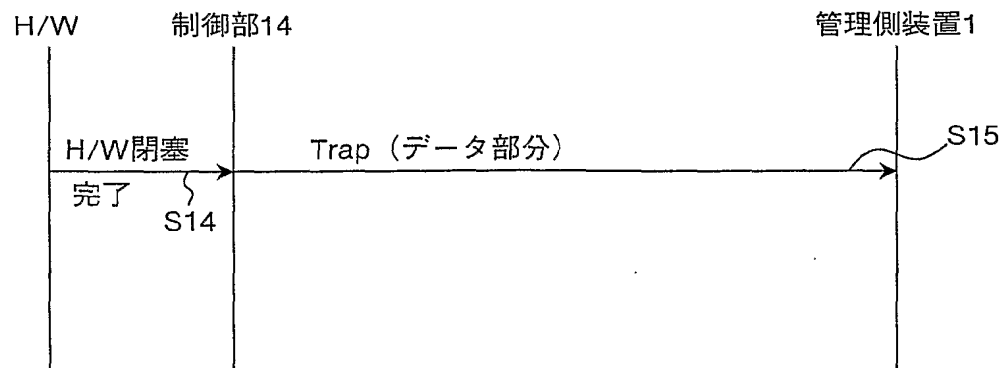 H/W
制御部14
管理側装置1
H/W閉塞
完了
S14
Trap（データ部分）
S15